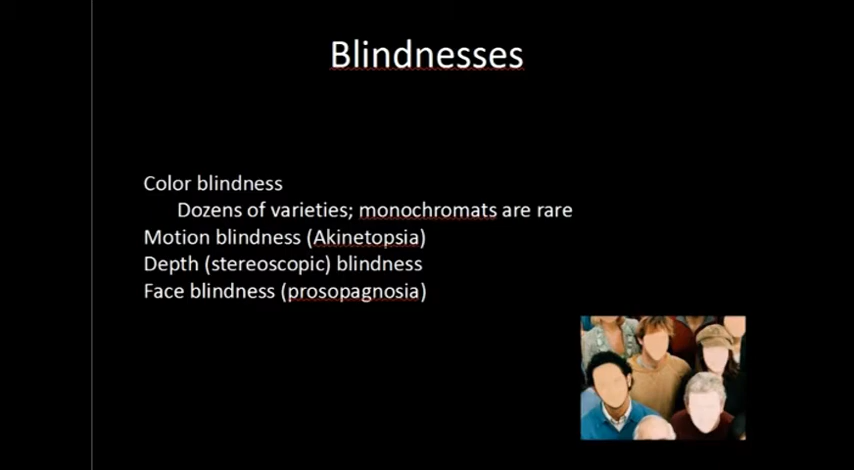 Blindnesses
Color blindness
Dozens of varieties; monochromats are rare
Motion blindness (Akinetopsia)
Depth (stereoscopic) blindness
Face blindness (prosopagnosia)